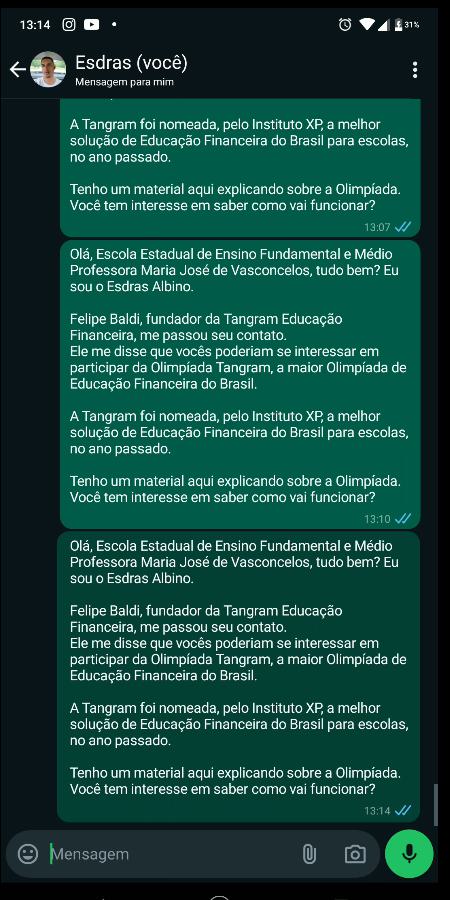 13:14
31%
Esdras (você)
Mensagem para mim
A Tangram foi nomeada, pelo Instituto XP, a melhor
solução de Educação Financeira do Brasil para escolas,
no ano passado.
Tenho um material aqui explicando sobre a Olimpíada.
Você tem interesse em saber como vai funcionar?
13:07
Olá, Escola Estadual de Ensino Fundamental e Médio
Professora Maria José de Vasconcelos, tudo bem? Eu
sou o Esdras Albino.
Felipe Baldi, fundador da Tangram Educação
Financeira, me passou seu contato.
Ele me disse que vocês poderiam se interessar em
participar da Olimpíada Tangram, a maior Olimpíada de
Educação Financeira do Brasil.
A Tangram foi nomeada, pelo Instituto XP, a melhor
solução de Educação Financeira do Brasil para escolas,
no ano passado.
Tenho um material aqui explicando sobre a Olimpíada.
Você tem interesse em saber como vai funcionar?
13:10
Olá, Escola Estadual de Ensino Fundamental e Médio
Professora Maria José de Vasconcelos, tudo bem? Eu
sou o Esdras Albino.
Felipe Baldi, fundador da Tangram Educação
Financeira, me passou seu contato.
Ele me disse que vocês poderiam se interessar em
participar da Olimpíada Tangram, a maior Olimpíada de
Educação Financeira do Brasil.
A Tangram foi nomeada, pelo Instituto XP, a melhor
solução de Educação Financeira do Brasil para escolas,
no ano passado.
Tenho um material aqui explicando sobre a Olimpíada.
Você tem interesse em saber como vai funcionar?
13:14
Mensagem